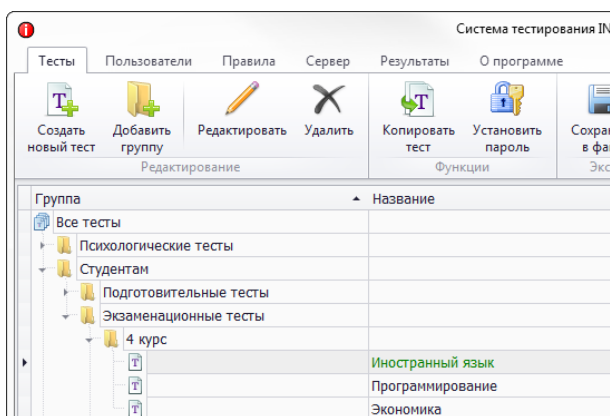 Система тестирования IN
Тесты Пользователи Правила Сервер Результаты О программе
Создать новый тест
Добавить группу
Редактировать
Удалить
Копировать тест
Установить пароль
Сохра
в фа
Редактирование Функции Экс
Группа Название
Все тесты
Психологические тесты
Студентам
Подготовительные тесты
Экзаменационные тесты
4 курс
Иностранный язык
Программирование
Экономика